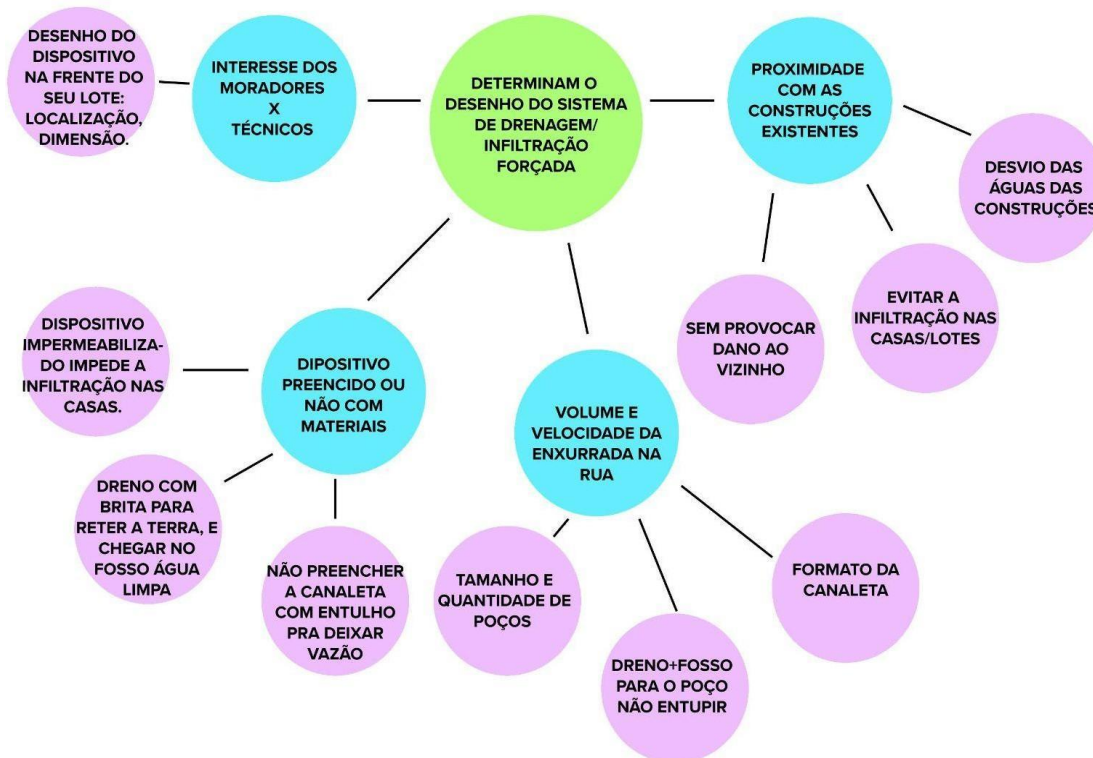 DESENHO DO
DISPOSITIVO
NA FRENTE DO
SEU LOTE:
LOCALIZAÇÃO,
DIMENSÃO.
INTERESSE DOS
MORADORES
X
TÉCNICOS
DETERMINAM O
DESENHO DO SISTEMA
DE DRENAGEM/
INFILTRAÇÃO
FORÇADA
PROXIMIDADE
COM AS
CONSTRUÇÕES
EXISTENTES
DESVIO DAS
ÁGUAS DAS
CONSTRUÇÕES
EVITAR A
INFILTRAÇÃO NAS
CASAS/LOTES
SEM PROVOCAR
DANO AO
VIZINHO
DISPOSITIVO
IMPERMEABILIZA-
DO IMPEDE A
INFILTRAÇÃO NAS
CASAS.
DIPOSITIVO
PREENCIDO OU
NÃO COM
MATERIAIS
VOLUME E
VELOCIDADE DA
ENXURRADA NA
RUA
DRENO COM
BRITA PARA
RETER A TERRA, E
CHEGAR NO
FOSSO ÁGUA
LIMPA
NÃO PREENCHER
A CANALETA
COM ENTULHO
PRA DEIXAR
VAZÃO
TAMANHO E
QUANTIDADE DE
POÇOS
DRENO+FOSSO
PARA O POÇO
NÃO ENTUPIR
FORMATO DA
CANALETA